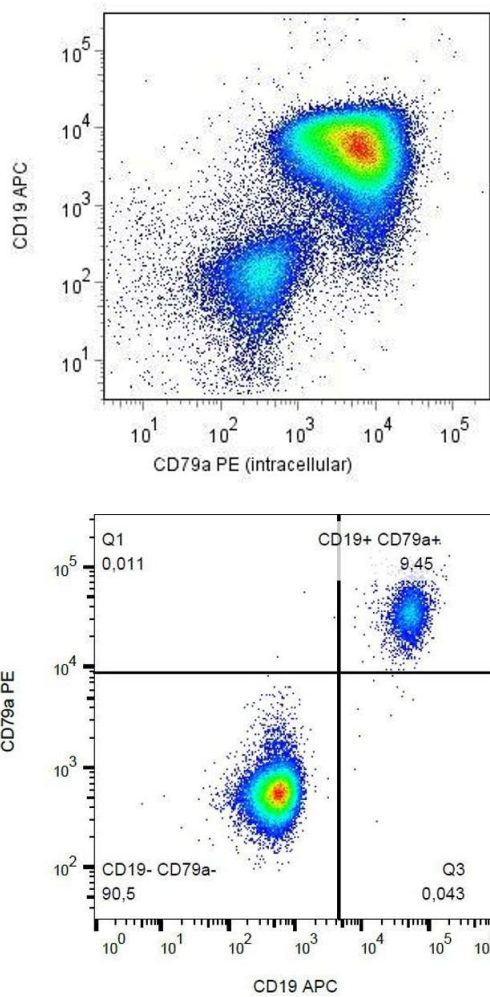 10⁵
10⁴
CD19 APC
10³
10²
10¹
10¹ 10² 10³ 10⁴ 10⁵
CD79a PE (intracellular)
Q1 CD19+ CD79a+
0,011 9,45
10⁵
10⁴
CD79a PE
10³
10²
CD19- CD79a- Q3
90,5 0,043
10⁰ 10¹ 10² 10³ 10⁴ 10⁵
CD19 APC